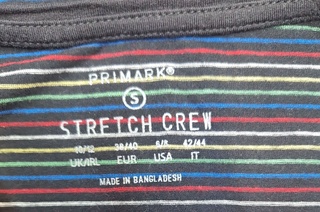 PRIMARK®
S
STRETCH CREW
10/12 38/40 6/8 42/44
UK/IRL EUR USA IT
MADE IN BANGLADESH